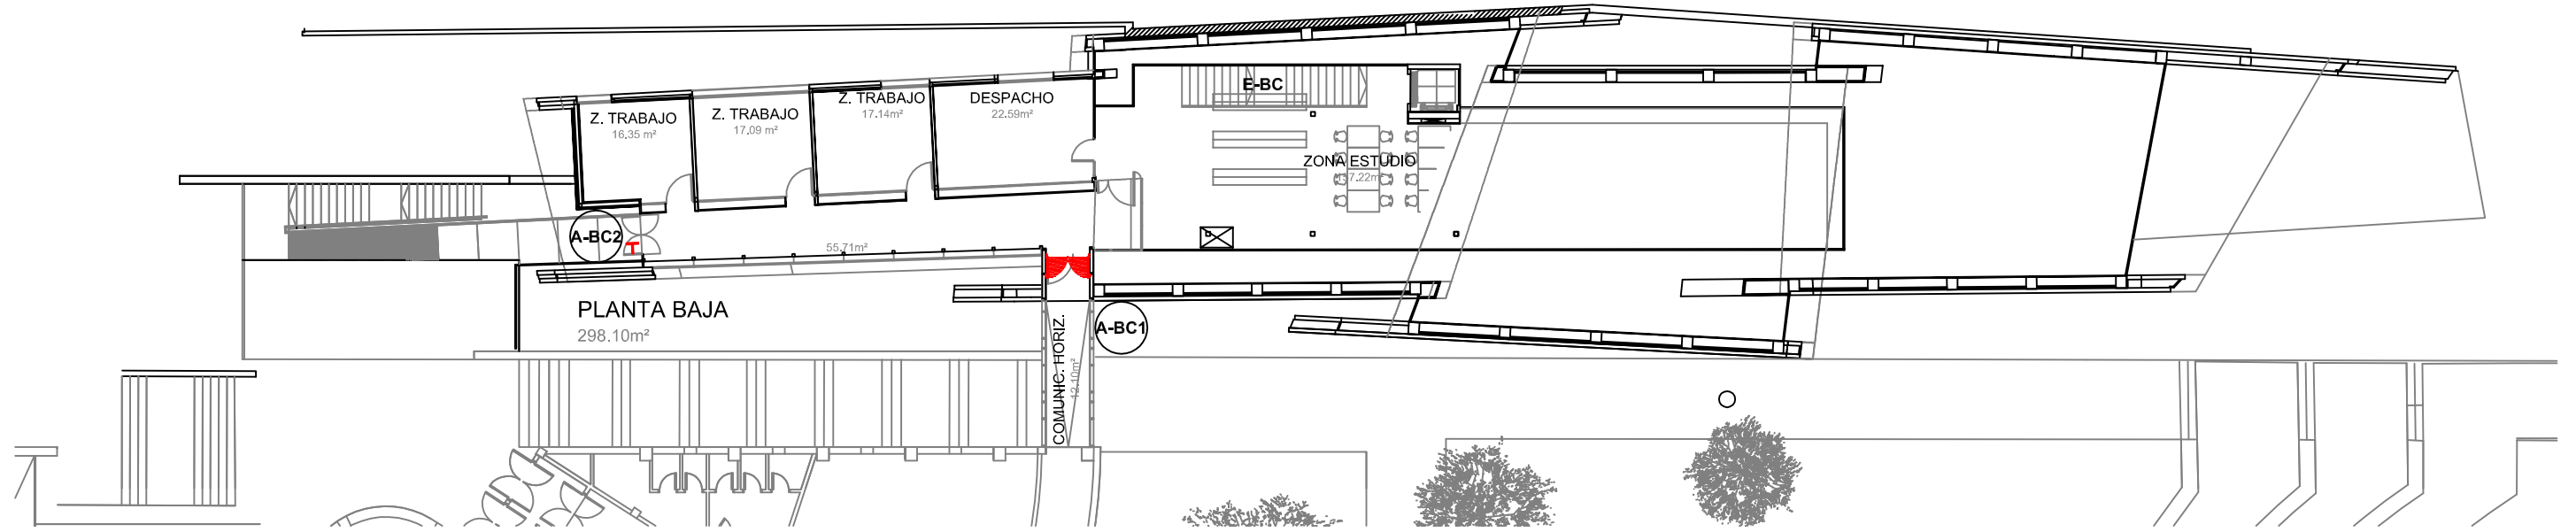 E-BC
Z. TRABAJO
16.35 m²
Z. TRABAJO
17.09 m²
Z. TRABAJO
17.14m²
DESPACHO
22.59m²
ZONA ESTUDIO
A-BC2
55.71m²
PLANTA BAJA
298.10m²
A-BC1
COMUNIC. HORIZ.
12.10m²